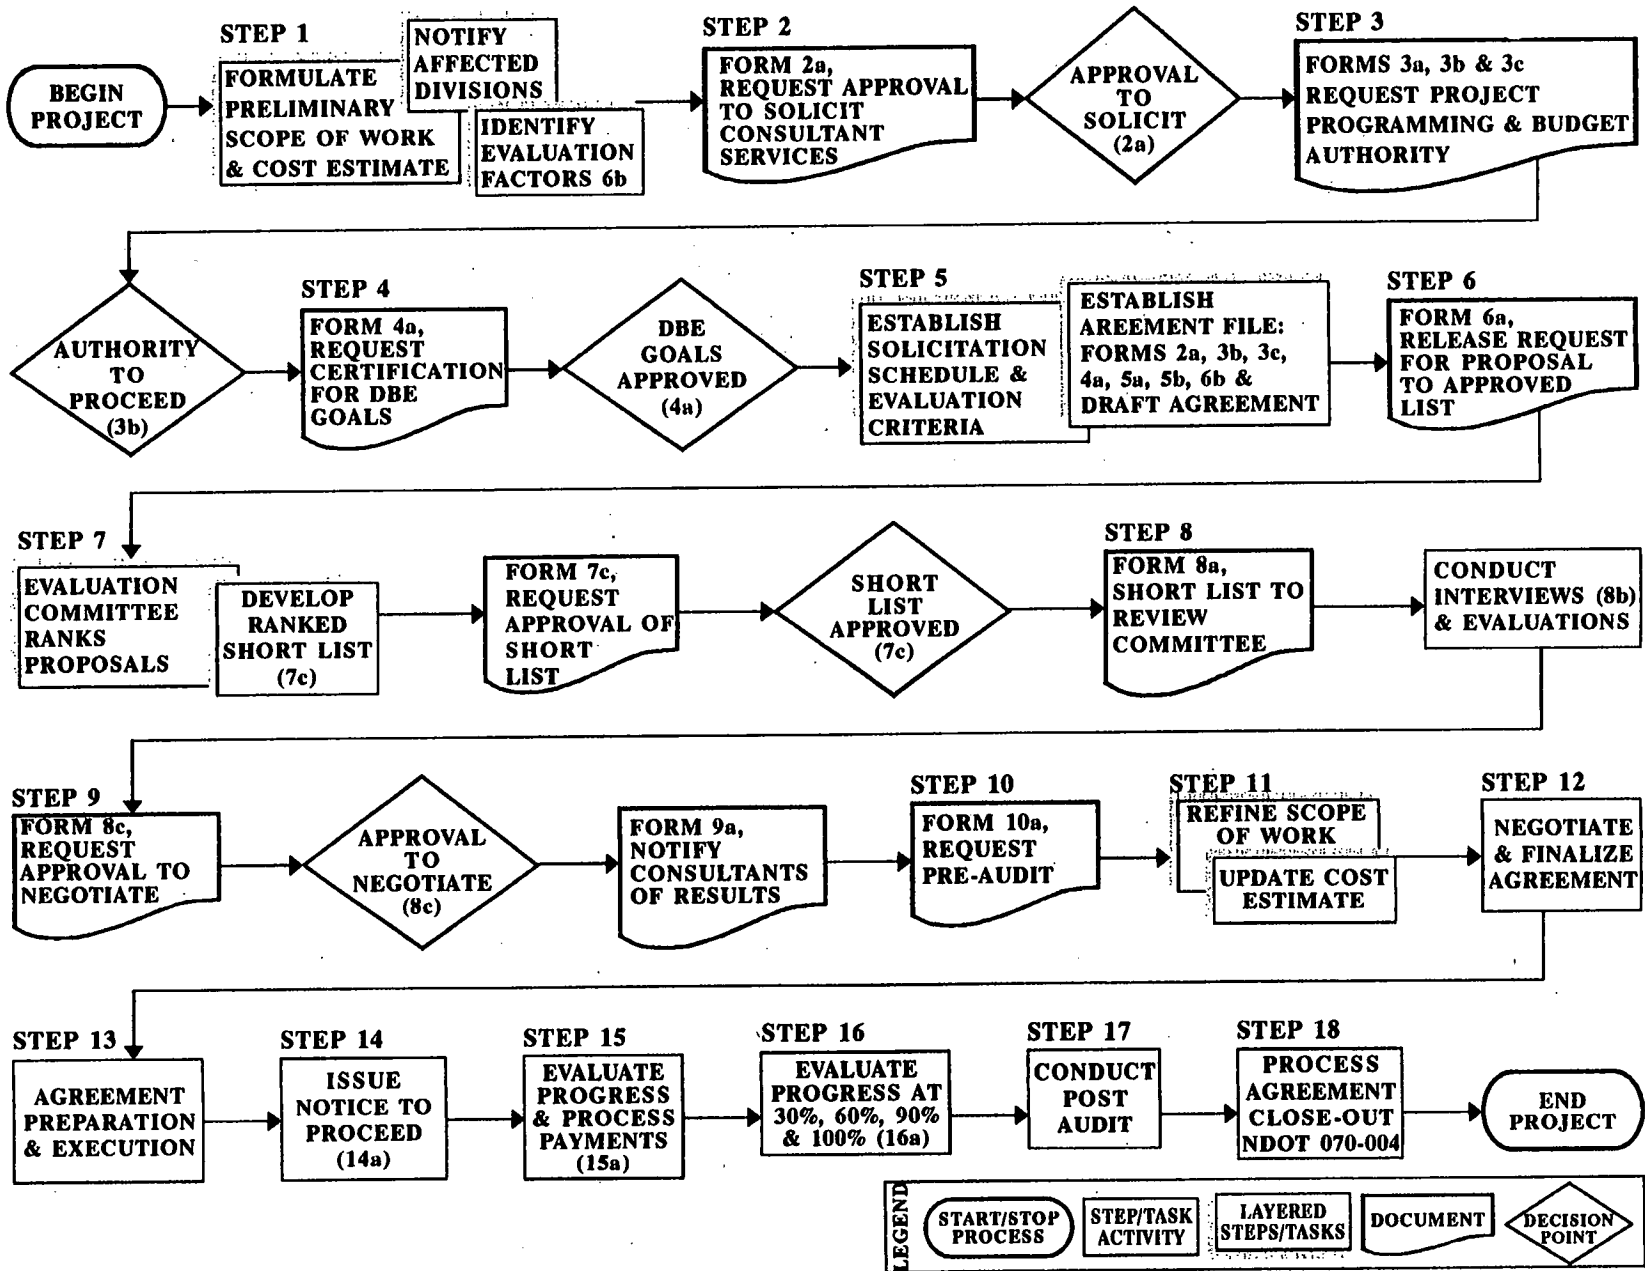 BEGIN
PROJECT
STEP 1
FORMULATE
PRELIMINARY
SCOPE OF WORK
& COST ESTIMATE
NOTIFY
AFFECTED
DIVISIONS
IDENTIFY
EVALUATION
FACTORS 6b
STEP 2
FORM 2a,
REQUEST APPROVAL
TO SOLICIT
CONSULTANT
SERVICES
APPROVAL
TO
SOLICIT
(2a)
STEP 3
FORMS 3a, 3b & 3c
REQUEST PROJECT
PROGRAMMING & BUDGET
AUTHORITY
AUTHORITY
TO
PROCEED
(3b)
STEP 4
FORM 4a,
REQUEST
CERTIFICATION
FOR DBE
GOALS
DBE
GOALS
APPROVED
(4a)
STEP 5
ESTABLISH
SOLICITATION
SCHEDULE &
EVALUATION
CRITERIA
ESTABLISH
AREEMENT FILE:
FORMS 2a, 3b, 3c,
4a, 5a, 5b, 6b &
DRAFT AGREEMENT
STEP 6
FORM 6a,
RELEASE REQUEST
FOR PROPOSAL
TO APPROVED
LIST
STEP 7
EVALUATION
COMMITTEE
RANKS
PROPOSALS
DEVELOP
RANKED
SHORT LIST
(7c)
FORM 7c,
REQUEST
APPROVAL OF
SHORT
LIST
SHORT
LIST
APPROVED
(7c)
STEP 8
FORM 8a,
SHORT LIST TO
REVIEW
COMMITTEE
CONDUCT
INTERVIEWS (8b)
& EVALUATIONS
STEP 9
FORM 8c,
REQUEST
APPROVAL TO
NEGOTIATE
APPROVAL
TO
NEGOTIATE
(8c)
FORM 9a,
NOTIFY
CONSULTANTS
OF RESULTS
STEP 10
FORM 10a,
REQUEST
PRE-AUDIT
STEP 11
REFINE SCOPE
OF WORK
UPDATE COST
ESTIMATE
STEP 12
NEGOTIATE
& FINALIZE
AGREEMENT
STEP 13
AGREEMENT
PREPARATION
& EXECUTION
STEP 14
ISSUE
NOTICE TO
PROCEED
(14a)
STEP 15
EVALUATE
PROGRESS
& PROCESS
PAYMENTS
(15a)
STEP 16
EVALUATE
PROGRESS AT
30%, 60%, 90%
& 100% (16a)
STEP 17
CONDUCT
POST
AUDIT
STEP 18
PROCESS
AGREEMENT
CLOSE-OUT
NDOT 070-004
END
PROJECT
LEGEND
START/STOP
PROCESS
STEP/TASK
ACTIVITY
LAYERED
STEPS/TASKS
DOCUMENT
DECISION
POINT